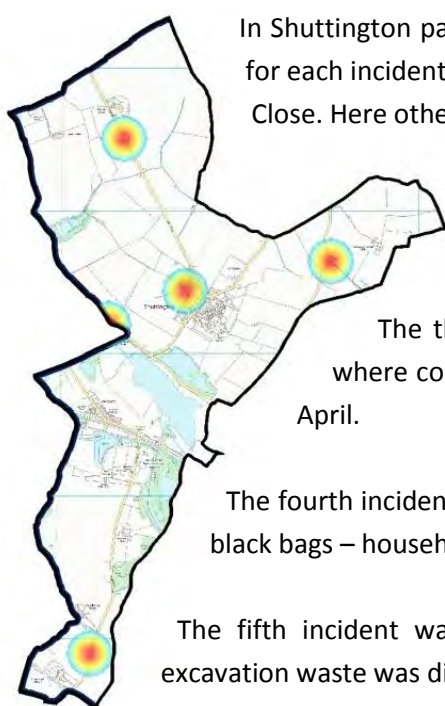 In Shuttington pa
for each incident
Close. Here othe
Shuttington
The t
where co
April.
The fourth inciden
black bags – househ
The fifth incident wa
excavation waste was di